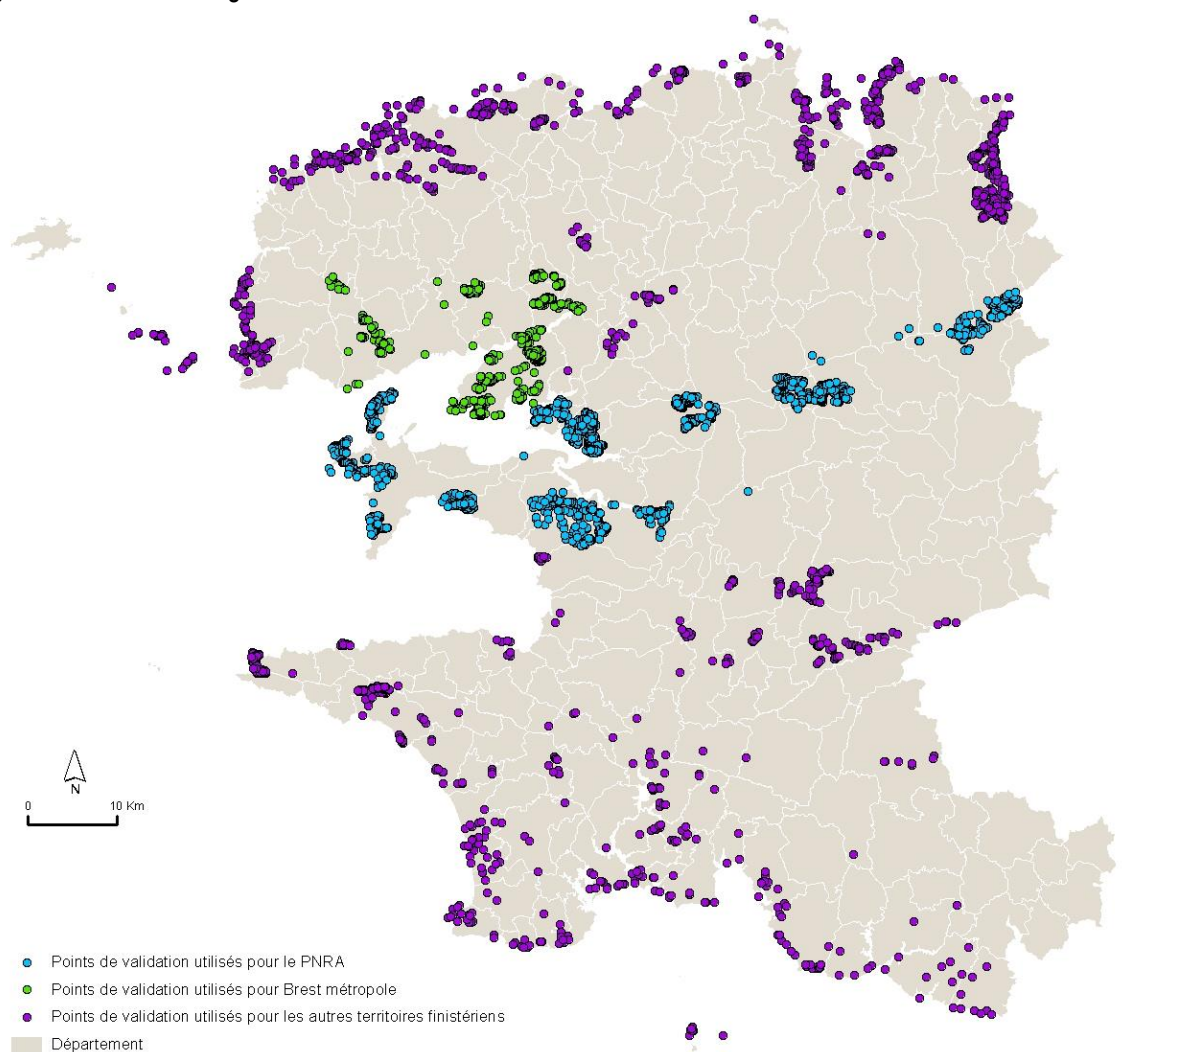 N
0 10 Km
Points de validation utilisés pour le PNRA
Points de validation utilisés pour Brest métropole
Points de validation utilisés pour les autres territoires finistériens
Département